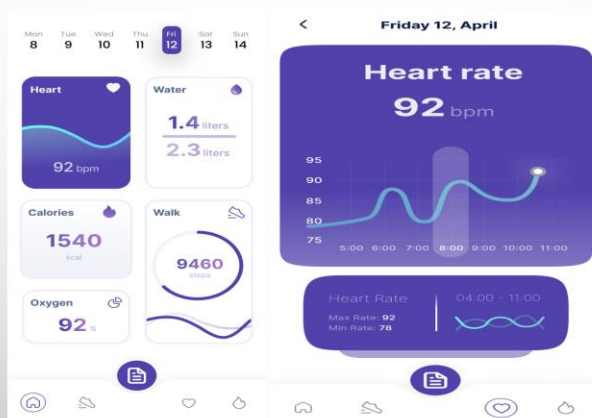 Mon Tue Wed Thu Fri Sat Sun
8 9 10 11 12 13 14
Heart
92 bpm
Water
1.4 liters
2.3 liters
Calories
1540
kcal
Walk
9460
steps
Oxygen
92 %
Friday 12, April
Heart rate
92 bpm
95
90
85
80
75
5:00 6:00 7:00 8:00 9:00 10:00 11:00
Heart Rate
Max Rate: 92
Min Rate: 78
04:00 - 11:00